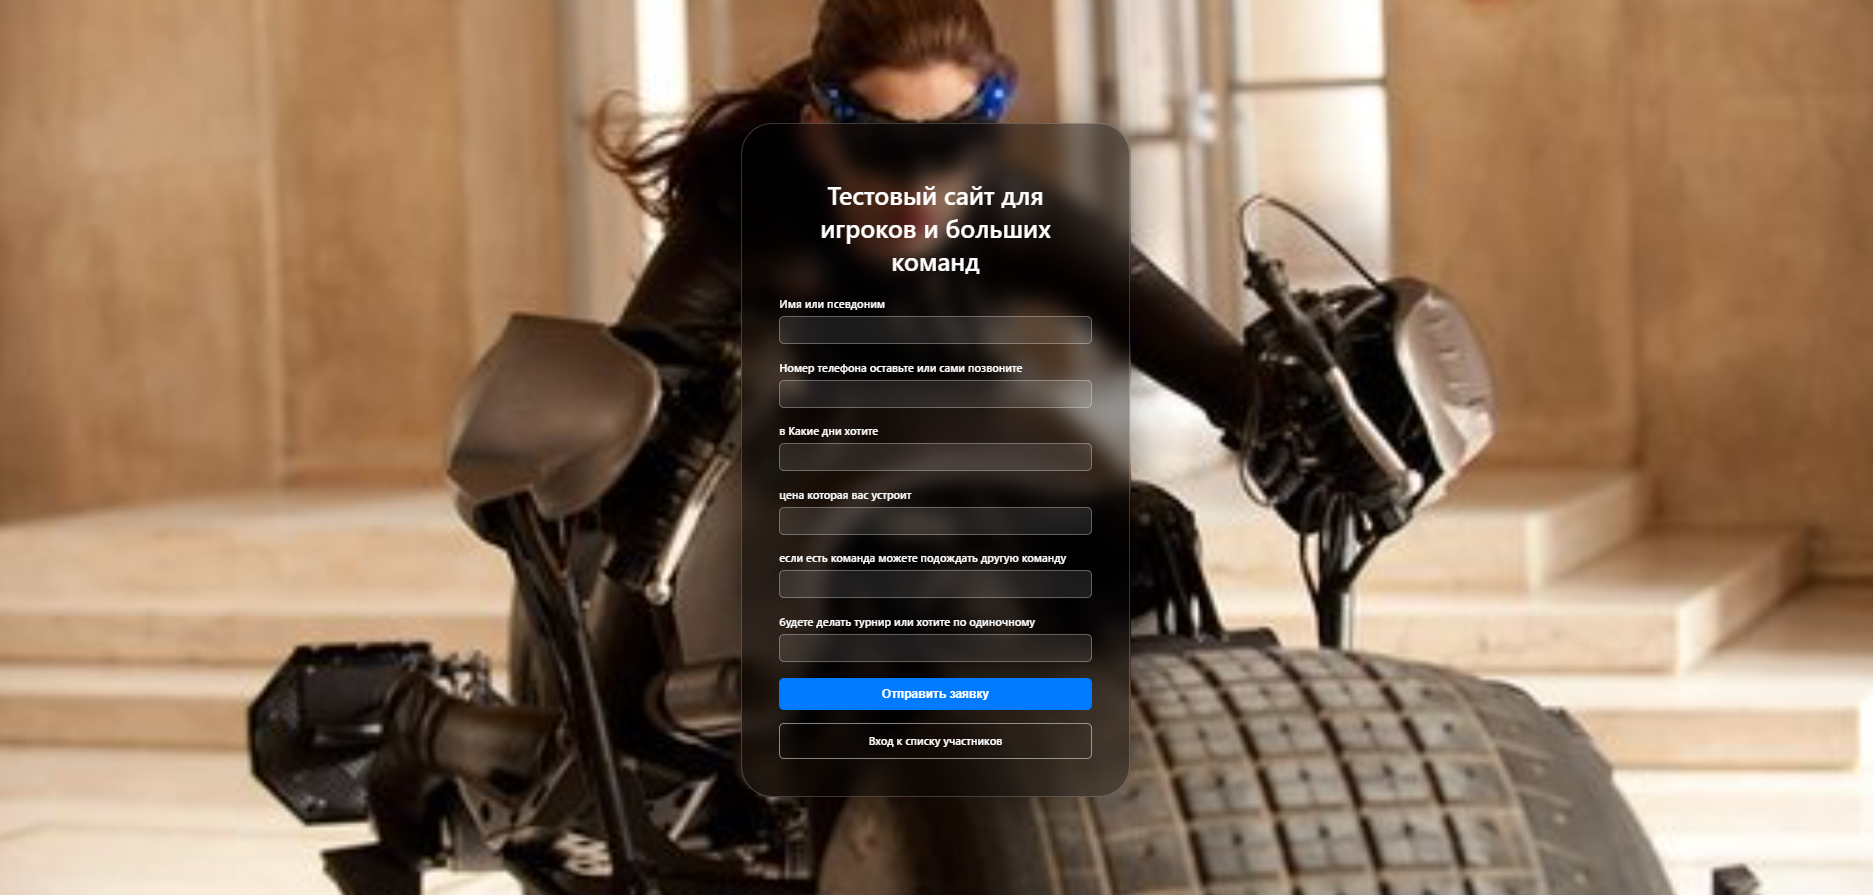 Тестовый сайт для
игроков и больших
команд
Имя или псевдоним
Номер телефона оставьте или сами позвоните
в Какие дни хотите
цена которая вас устроит
если есть команда можете подождать другую команду
будете делать турнир или хотите по одиночному
Отправить заявку
Вход к списку участников